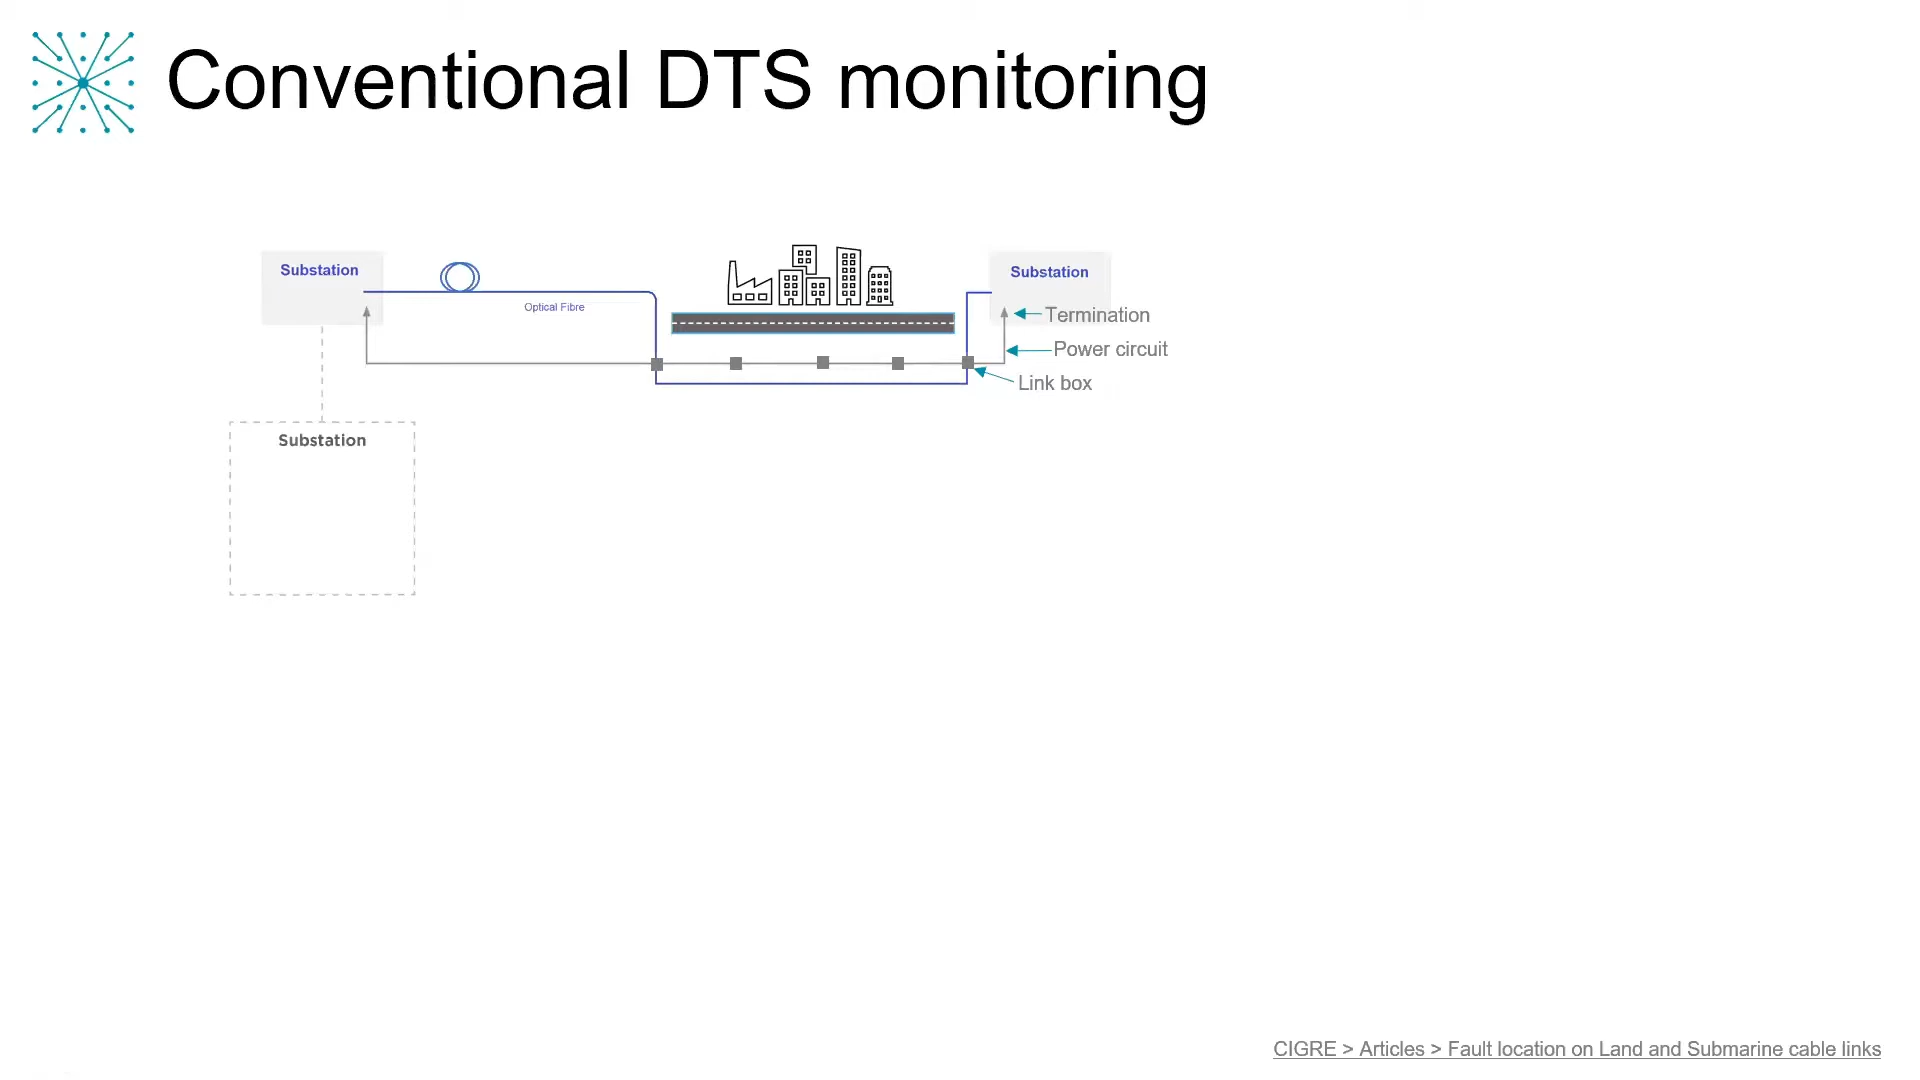 Conventional DTS monitoring
Substation
Substation
Optical Fibre
Termination
Power circuit
Link box
Substation
CIGRE > Articles > Fault location on Land and Submarine cable links